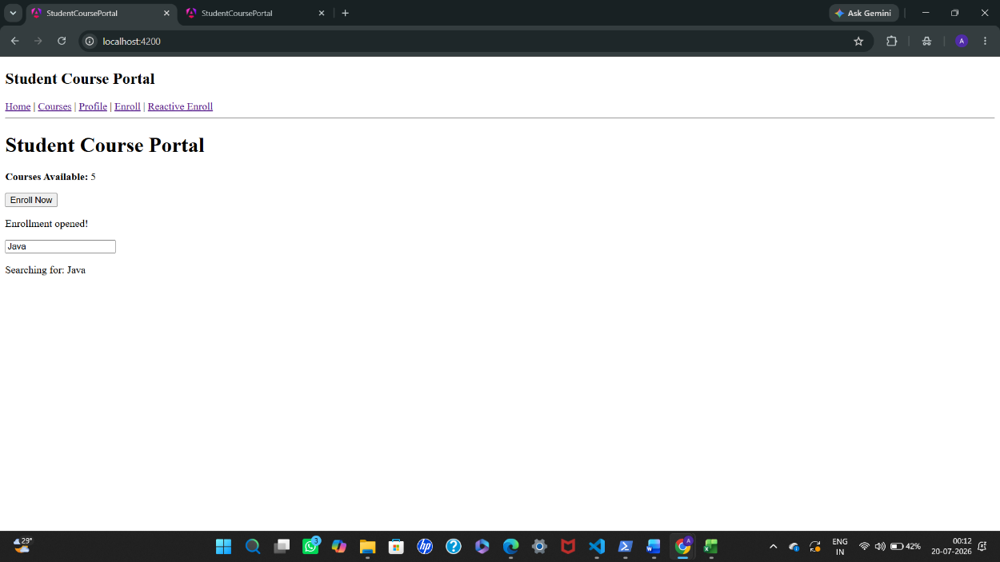 StudentCoursePortal
StudentCoursePortal
Ask Gemini
localhost:4200
A
Student Course Portal
Home | Courses | Profile | Enroll | Reactive Enroll
Student Course Portal
Courses Available: 5
Enroll Now
Enrollment opened!
Java
Searching for: Java
29°
3
hp
?
W
A
X
ENG
IN
42%
00:12
20-07-2026